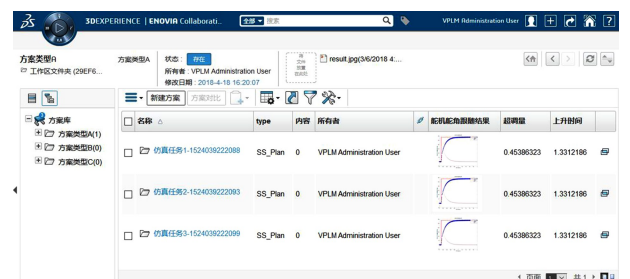 3DEXPERIENCE | ENOVIA Collaborati..
全部
搜索
VPLM Administration User
方案类型A
工作区文件夹 (29EF6...
方案类型A
状态：存在
所有者：VPLM Administration User
修改日期：2018-4-18 16:20:07
result.jpg(3/6/2018 4:...
新建方案
方案对比
方案库
方案类型A(1)
方案类型B(0)
方案类型C(0)
名称 type 内容 所有者 舵机舵角跟随结果 超调量 上升时间
仿真任务1-1524039222088 SS_Plan 0 VPLM Administration User 0.45386323 1.3312186
仿真任务2-1524039222093 SS_Plan 0 VPLM Administration User 0.45386323 1.3312186
仿真任务3-1524039222099 SS_Plan 0 VPLM Administration User 0.45386323 1.3312186
页面 1 共 1